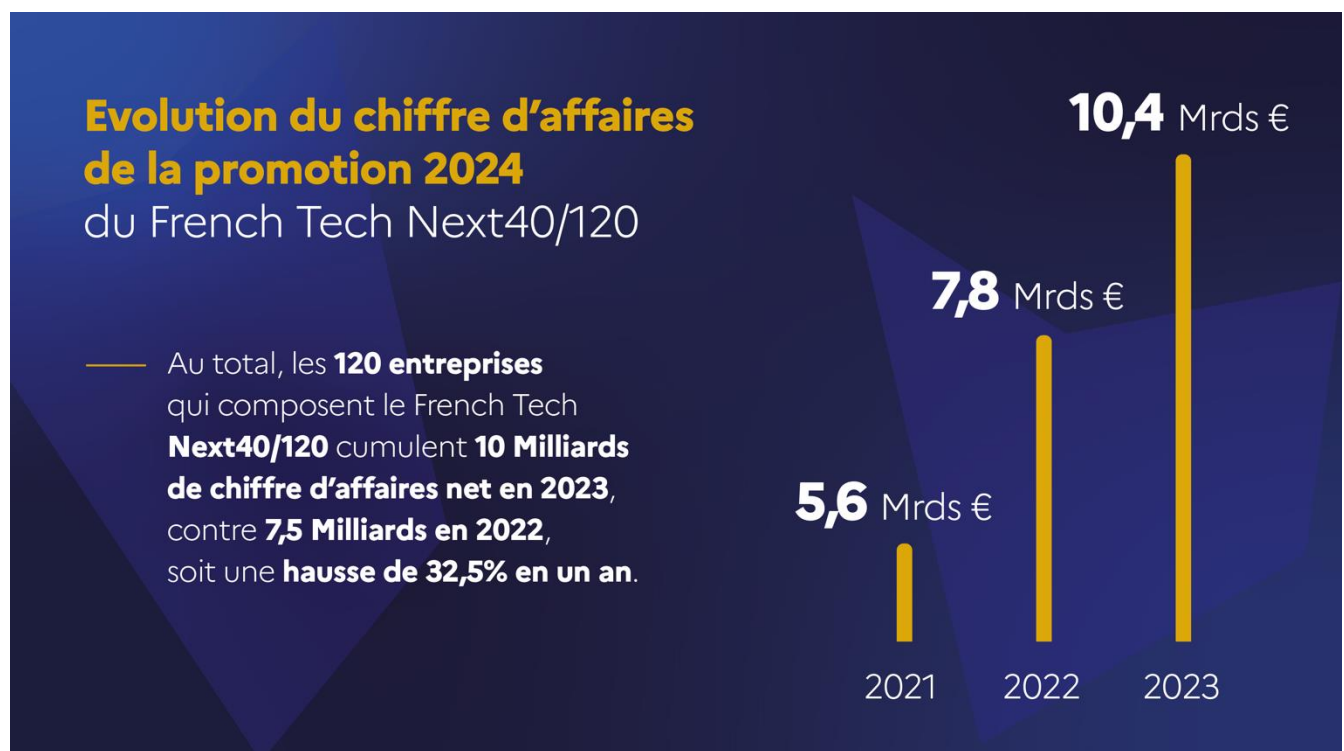 Evolution du chiffre d’affaires
de la promotion 2024
du French Tech Next40/120
Au total, les 120 entreprises
qui composent le French Tech
Next40/120 cumulent 10 Milliards
de chiffre d’affaires net en 2023,
contre 7,5 Milliards en 2022,
soit une hausse de 32,5% en un an.
10,4 Mrds €
7,8 Mrds €
5,6 Mrds €
2021 2022 2023